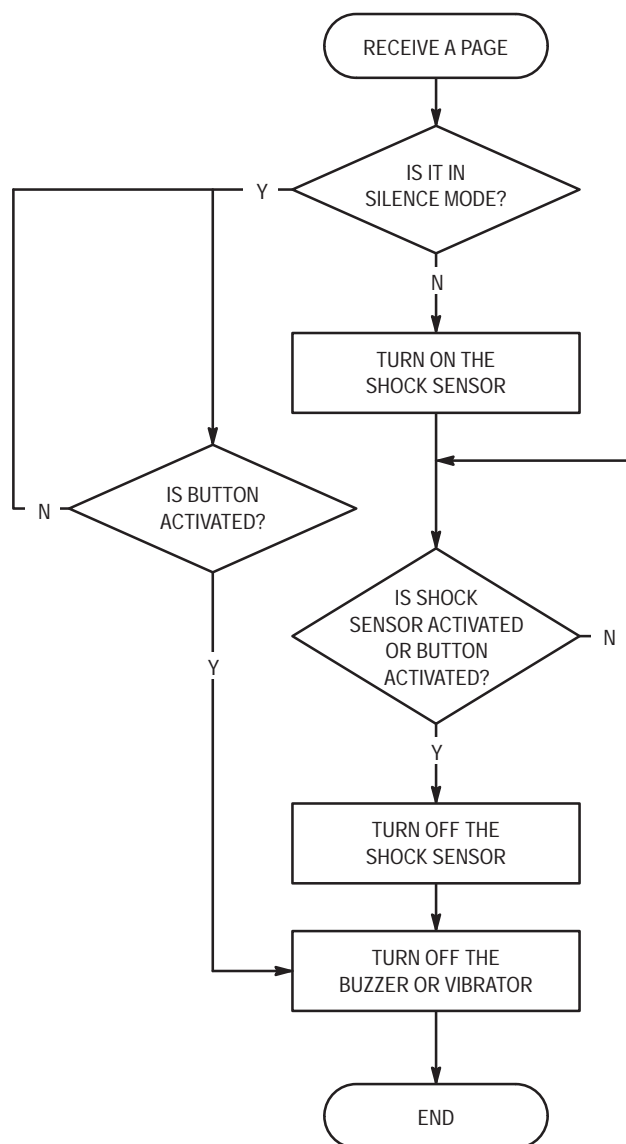 RECEIVE A PAGE
IS IT IN
SILENCE MODE?
Y
N
TURN ON THE
SHOCK SENSOR
IS BUTTON
ACTIVATED?
N
Y
IS SHOCK
SENSOR ACTIVATED
OR BUTTON
ACTIVATED?
N
Y
TURN OFF THE
SHOCK SENSOR
TURN OFF THE
BUZZER OR VIBRATOR
END